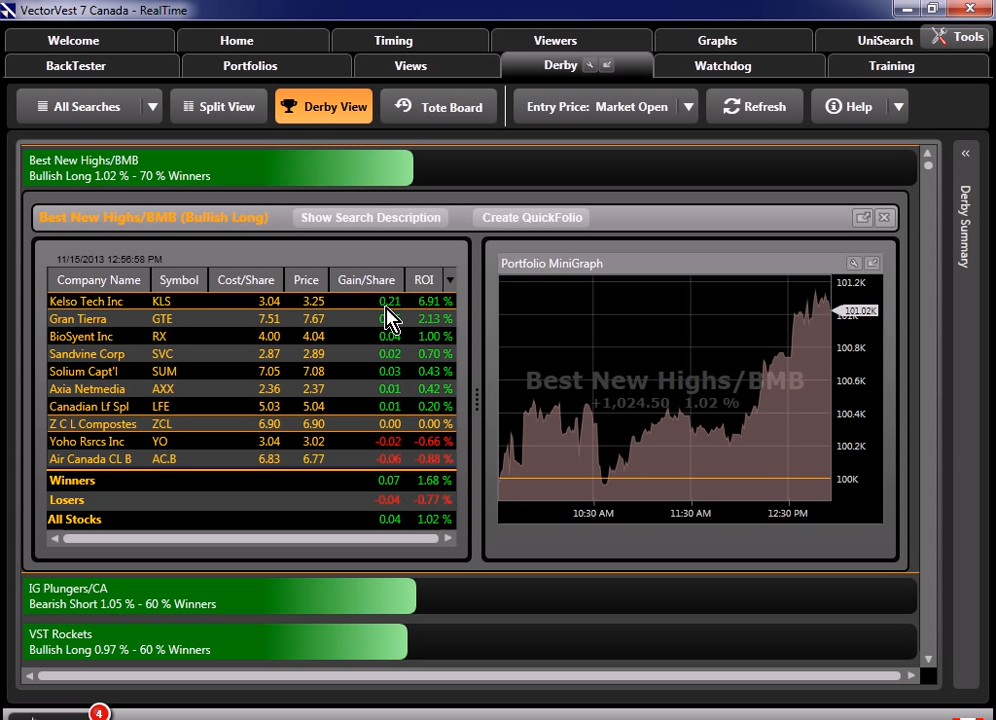 VectorVest 7 Canada - RealTime
Welcome Home Timing Viewers Graphs UniSearch Tools
BackTester Portfolios Views Derby Watchdog Training
All Searches Split View Derby View Tote Board Entry Price: Market Open Refresh Help
Best New Highs/BMB
Bullish Long 1.02 % - 70 % Winners
Best New Highs/BMB (Bullish Long) Show Search Description Create QuickFolio
11/15/2013 12:56:58 PM
Company Name Symbol Cost/Share Price Gain/Share ROI
Kelso Tech Inc KLS 3.04 3.25 0.21 6.91 %
Gran Tierra GTE 7.51 7.67 2.13 %
BioSyent Inc RX 4.00 4.04 0.04 1.00 %
Sandvine Corp SVC 2.87 2.89 0.02 0.70 %
Solium Capt'l SUM 7.05 7.08 0.03 0.43 %
Axia Netmedia AXX 2.36 2.37 0.01 0.42 %
Canadian Lf Spl LFE 5.03 5.04 0.01 0.20 %
Z C L Compostes ZCL 6.90 6.90 0.00 0.00 %
Yoho Rsrcs Inc YO 3.04 3.02 -0.02 -0.66 %
Air Canada CL B AC.B 6.83 6.77 -0.06 -0.88 %
Winners 0.07 1.68 %
Losers -0.04 -0.77 %
All Stocks 0.04 1.02 %
Portfolio MiniGraph
101.2K
101.02K
100.8K
100.6K
100.4K
100.2K
100K
Best New Highs/BMB
+1,024.50 1.02 %
10:30 AM 11:30 AM 12:30 PM
Derby Summary
IG Plungers/CA
Bearish Short 1.05 % - 60 % Winners
VST Rockets
Bullish Long 0.97 % - 60 % Winners
4